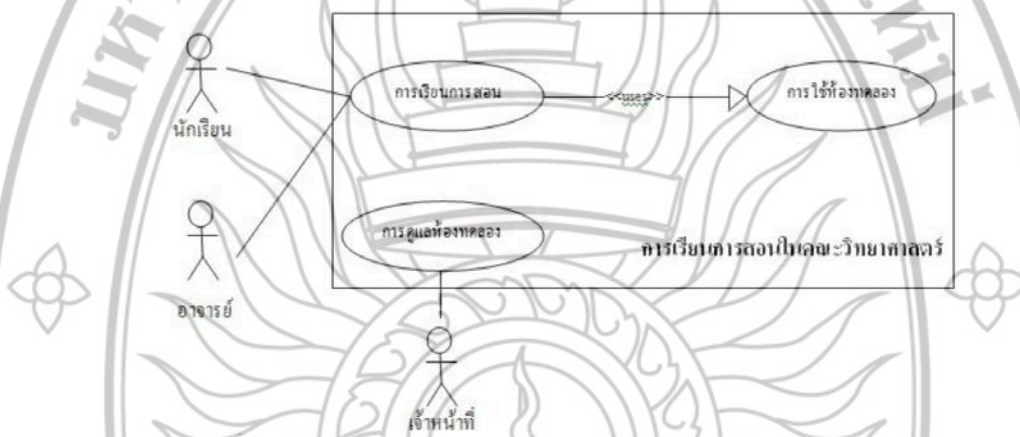 การเรียนการสอน
<<uses>>
การใช้ห้องทดลอง
นักเรียน
การดูแลห้องทดลอง
การเรียนการสอนในคณะวิทยาศาสตร์
อาจารย์
เจ้าหน้าที่